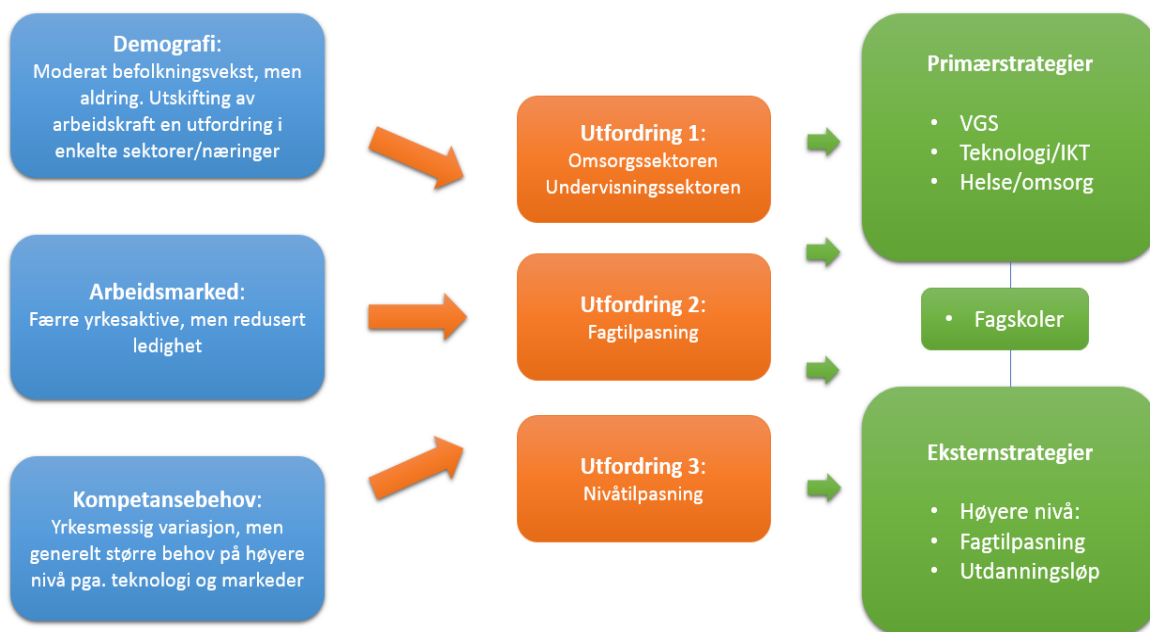 Demografi:
Moderat befolkningsvekst, men
aldring. Utskifting av
arbeidskraft en utfordring i
enkelte sektorer/næringer
Arbeidsmarked:
Færre yrkesaktive, men redusert
ledighet
Kompetansebehov:
Yrkesmessig variasjon, men
generelt større behov på høyere
nivå pga. teknologi og markeder
Utfordring 1:
Omsorgssektoren
Undervisningssektoren
Utfordring 2:
Fagtilpasning
Utfordring 3:
Nivåtilpasning
Primærstrategier
• VGS
• Teknologi/IKT
• Helse/omsorg
• Fagskoler
Eksternstrategier
• Høyere nivå:
• Fagtilpasning
• Utdanningsløp